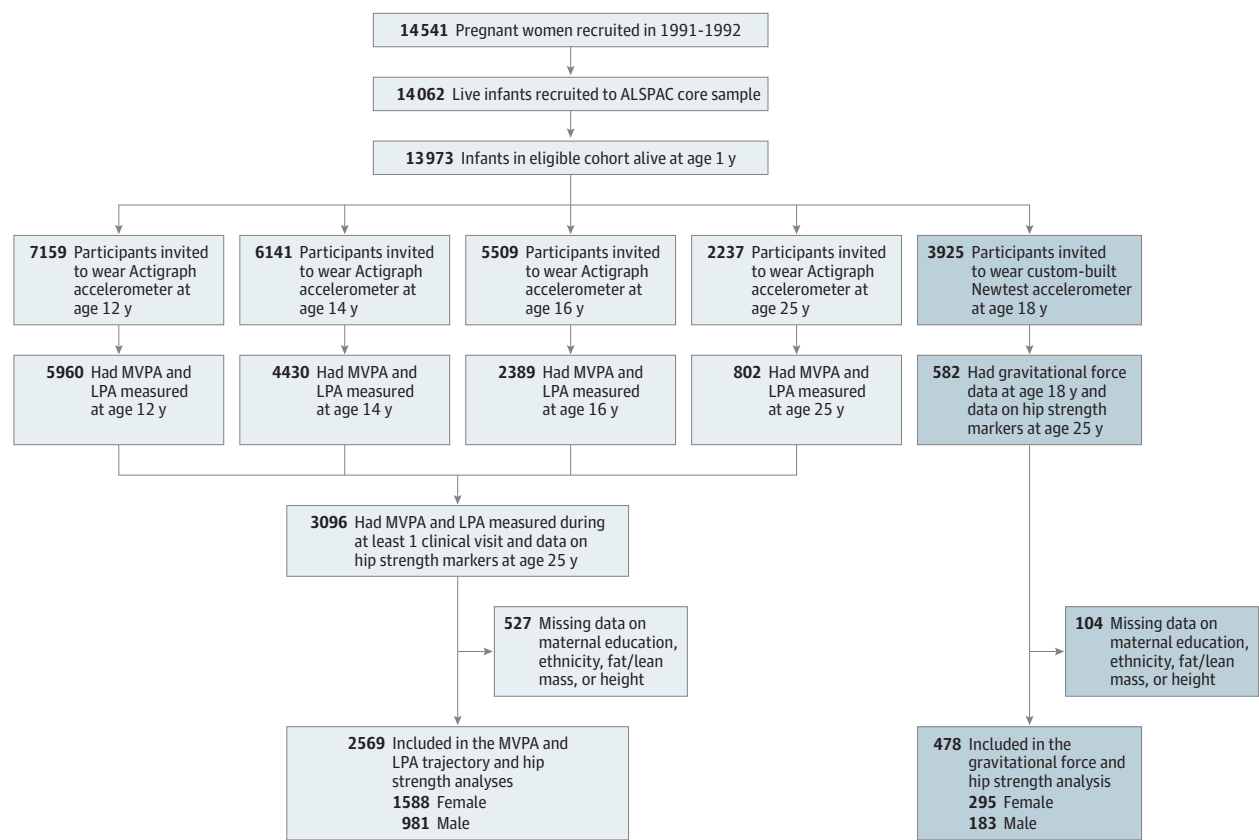 14 541 Pregnant women recruited in 1991-1992
14 062 Live infants recruited to ALSPAC core sample
13 973 Infants in eligible cohort alive at age 1 y
7159 Participants invited
to wear Actigraph
accelerometer at
age 12 y
6141 Participants invited
to wear Actigraph
accelerometer at
age 14 y
5509 Participants invited
to wear Actigraph
accelerometer at
age 16 y
2237 Participants invited
to wear Actigraph
accelerometer at
age 25 y
3925 Participants invited
to wear custom-built
Newtest accelerometer
at age 18 y
5960 Had MVPA and
LPA measured
at age 12 y
4430 Had MVPA and
LPA measured
at age 14 y
2389 Had MVPA and
LPA measured
at age 16 y
802 Had MVPA and
LPA measured
at age 25 y
582 Had gravitational force
data at age 18 y and
data on hip strength
markers at age 25 y
3096 Had MVPA and LPA measured during
at least 1 clinical visit and data on
hip strength markers at age 25 y
527 Missing data on
maternal education,
ethnicity, fat/lean
mass, or height
104 Missing data on
maternal education,
ethnicity, fat/lean
mass, or height
2569 Included in the MVPA and
LPA trajectory and hip
strength analyses
1588 Female
981 Male
478 Included in the
gravitational force and
hip strength analysis
295 Female
183 Male